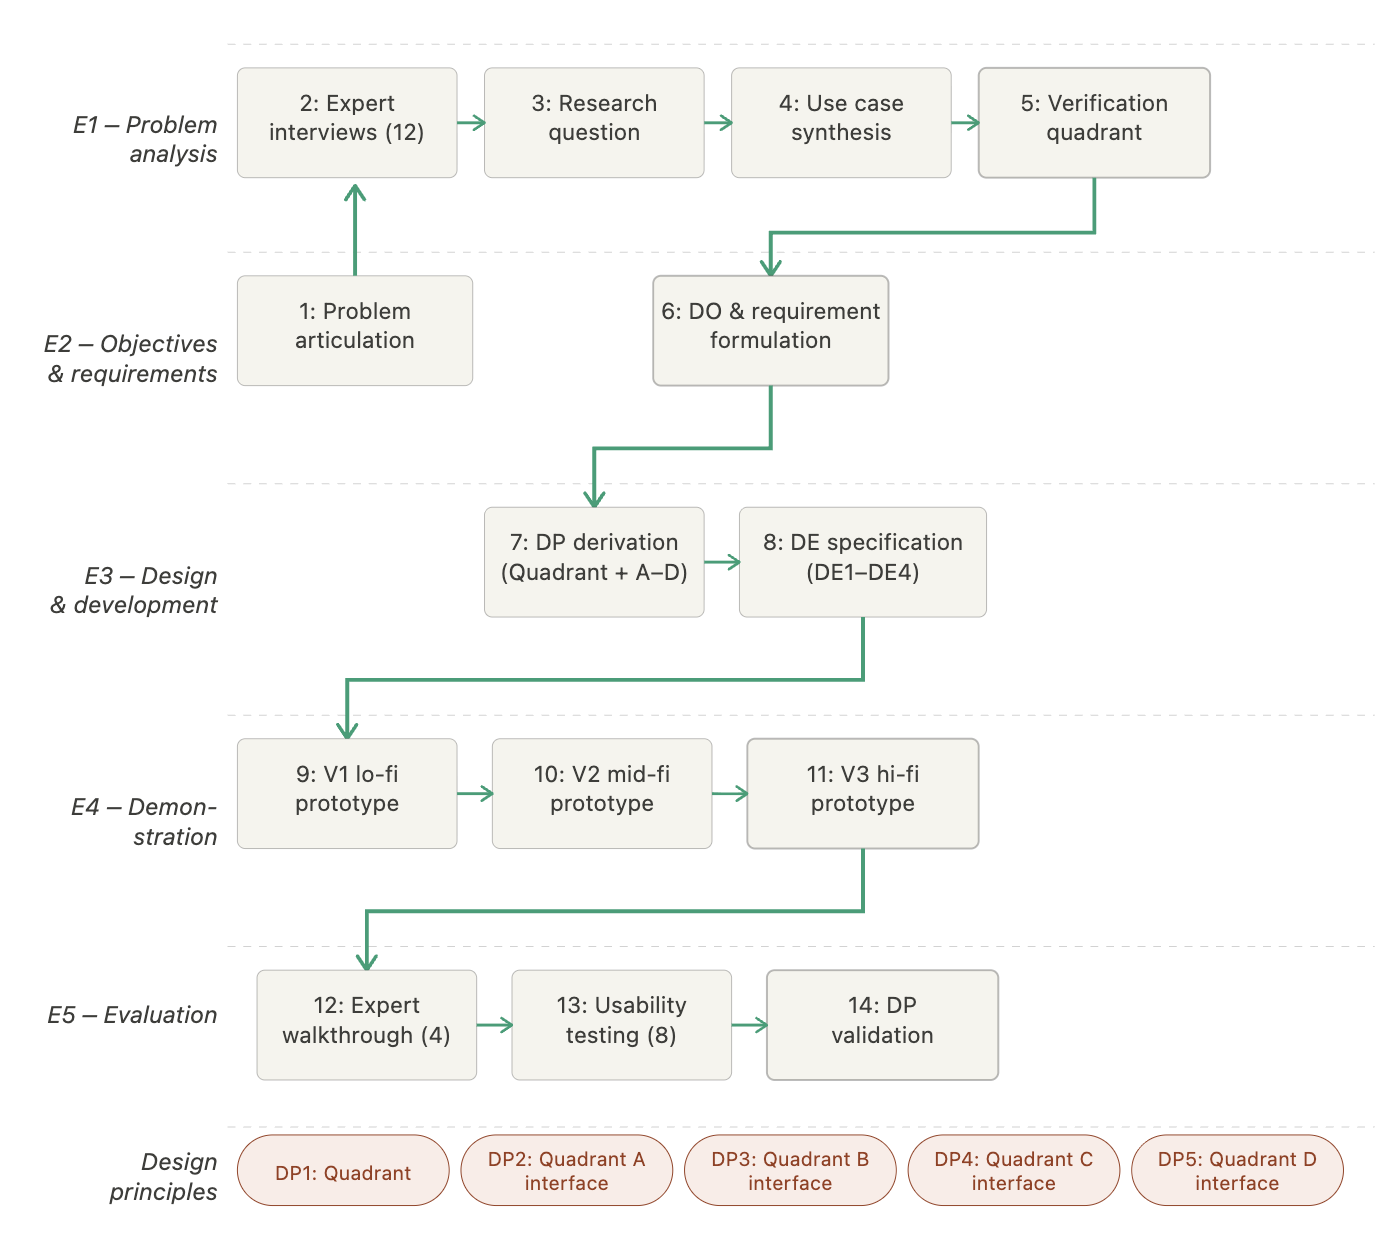 E1 – Problem
analysis
2: Expert
interviews (12)
3: Research
question
4: Use case
synthesis
5: Verification
quadrant
E2 – Objectives
& requirements
1: Problem
articulation
6: DO & requirement
formulation
E3 – Design
& development
7: DP derivation
(Quadrant + A–D)
8: DE specification
(DE1–DE4)
E4 – Demon-
stration
9: V1 lo-fi
prototype
10: V2 mid-fi
prototype
11: V3 hi-fi
prototype
E5 – Evaluation
12: Expert
walkthrough (4)
13: Usability
testing (8)
14: DP
validation
Design
principles
DP1: Quadrant
DP2: Quadrant A
interface
DP3: Quadrant B
interface
DP4: Quadrant C
interface
DP5: Quadrant D
interface